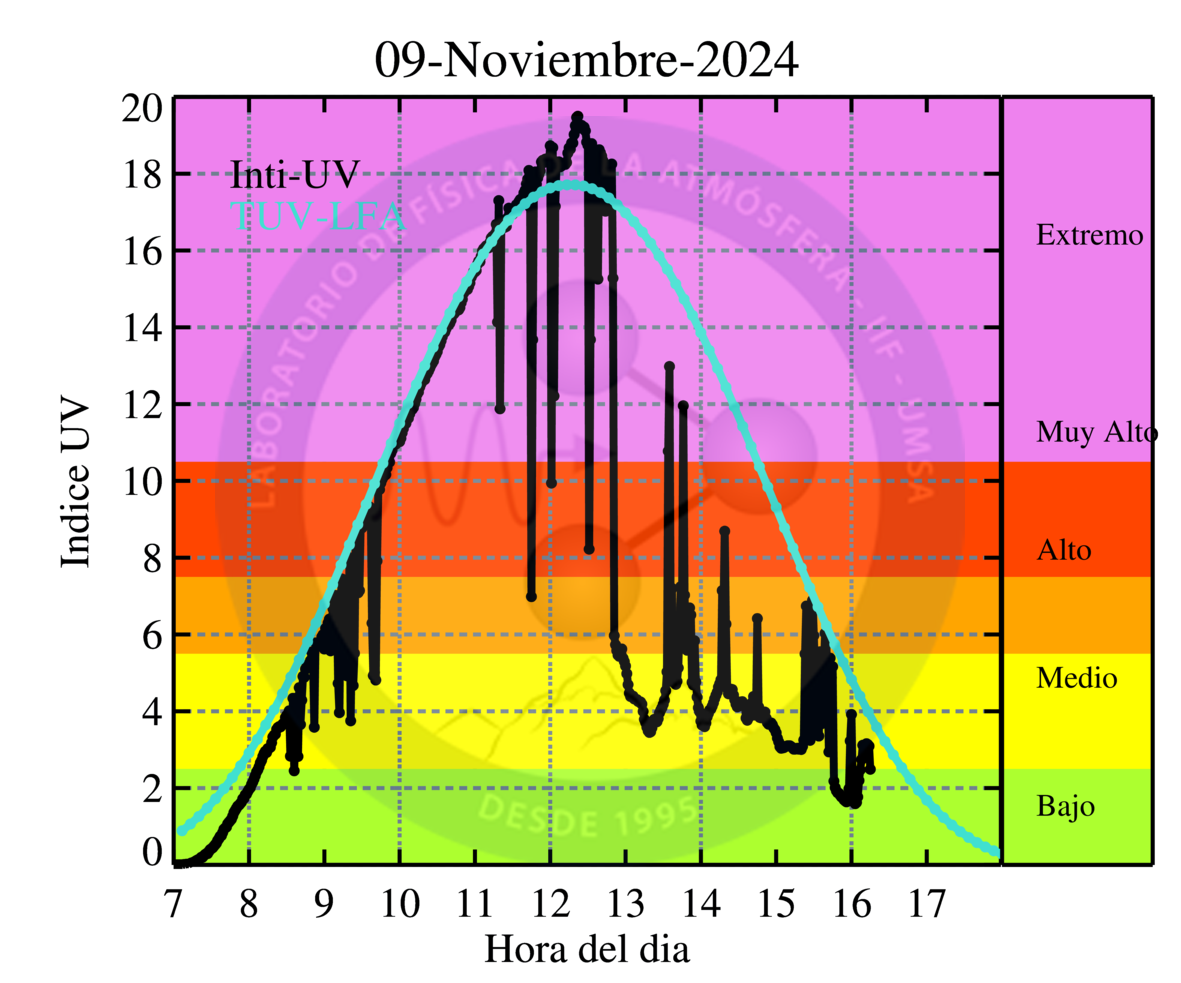 09-Noviembre-2024
Indice UV
20
18
16
14
12
10
8
6
4
2
0
Inti-UV
TUV-LFA
LABORATORIO DE FÍSICA DE LA ATMÓSFERA - IIF - UMSA
DESDE 1995
Extremo
Muy Alto
Alto
Medio
Bajo
7 8 9 10 11 12 13 14 15 16 17
Hora del dia